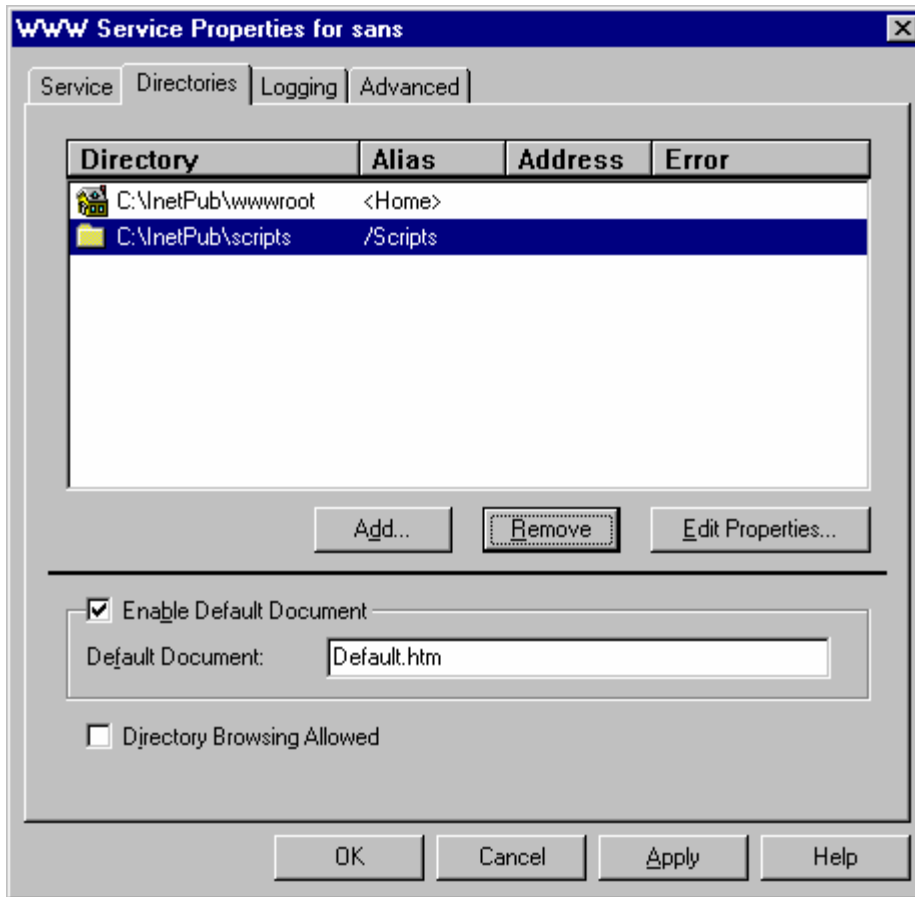 WWW Service Properties for sans
Service Directories Logging Advanced
Directory Alias Address Error
C:\InetPub\wwwroot <Home>
C:\InetPub\scripts /Scripts
Add... Remove Edit Properties...
Enable Default Document
Default Document: Default.htm
Directory Browsing Allowed
OK Cancel Apply Help